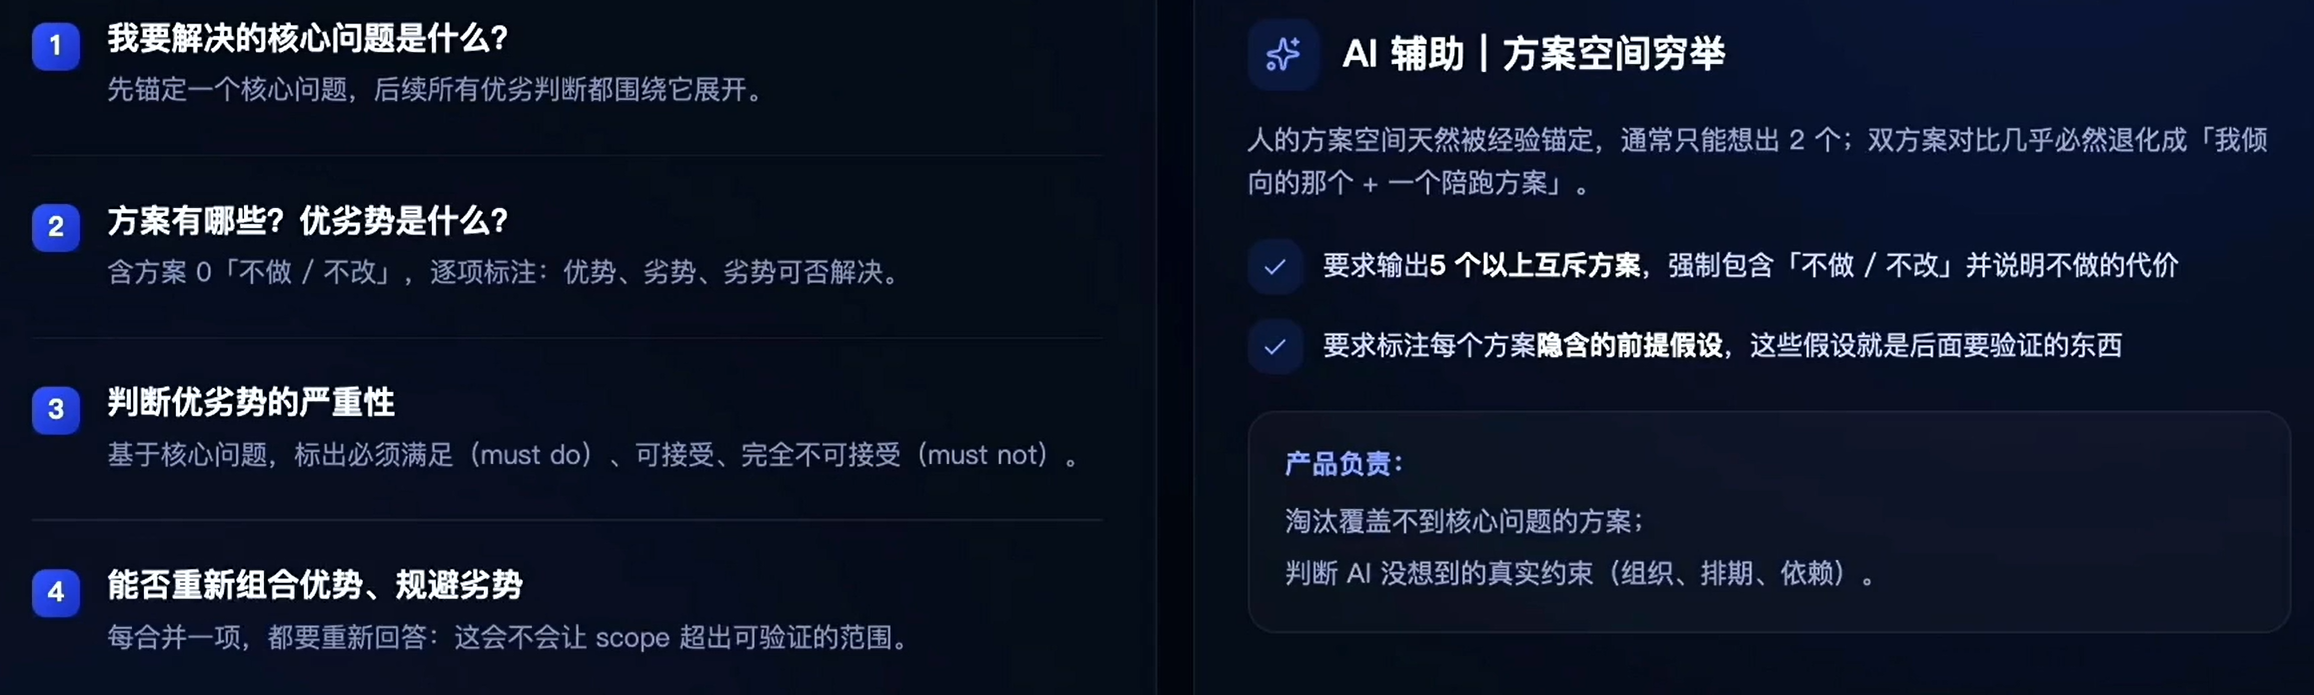 1
我要解决的核心问题是什么？
先锚定一个核心问题，后续所有优劣判断都围绕它展开。
2
方案有哪些？优劣势是什么？
含方案 0「不做 / 不改」，逐项标注：优势、劣势、劣势可否解决。
3
判断优劣势的严重性
基于核心问题，标出必须满足（must do）、可接受、完全不可接受（must not）。
4
能否重新组合优势、规避劣势
每合并一项，都要重新回答：这会不会让 scope 超出可验证的范围。
AI 辅助｜方案空间穷举
人的方案空间天然被经验锚定，通常只能想出 2 个；双方案对比几乎必然退化成「我倾
向的那个 + 一个陪跑方案」。
要求输出5 个以上互斥方案，强制包含「不做 / 不改」并说明不做的代价
要求标注每个方案隐含的前提假设，这些假设就是后面要验证的东西
产品负责：
淘汰覆盖不到核心问题的方案；
判断 AI 没想到的真实约束（组织、排期、依赖）。